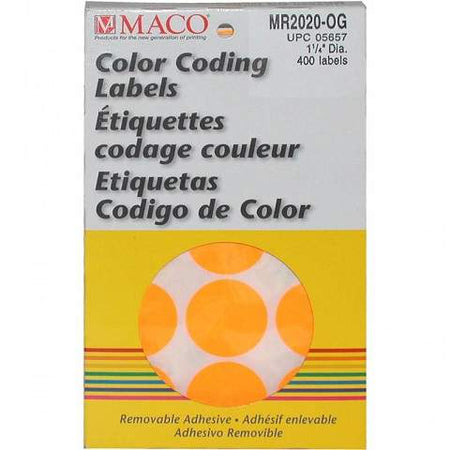 MACO
Products for the new generation of printing
MR2020-OG
UPC 05657
1¼" Dia.
400 labels
Color Coding
Labels
Étiquettes
codage couleur
Etiquetas
Codigo de Color
Removable Adhesive • Adhésif enlevable
Adhesivo Removible